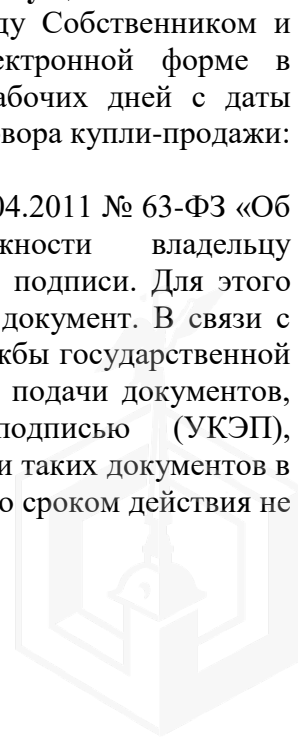 ду Собственником и
ектронной форме в
абочих дней с даты
овора купли-продажи:
04.2011 № 63-ФЗ «Об
жности владельцу
подписи. Для этого
документ. В связи с
жбы государственной
подачи документов,
подписью (УКЭП),
и таких документов в
о сроком действия не